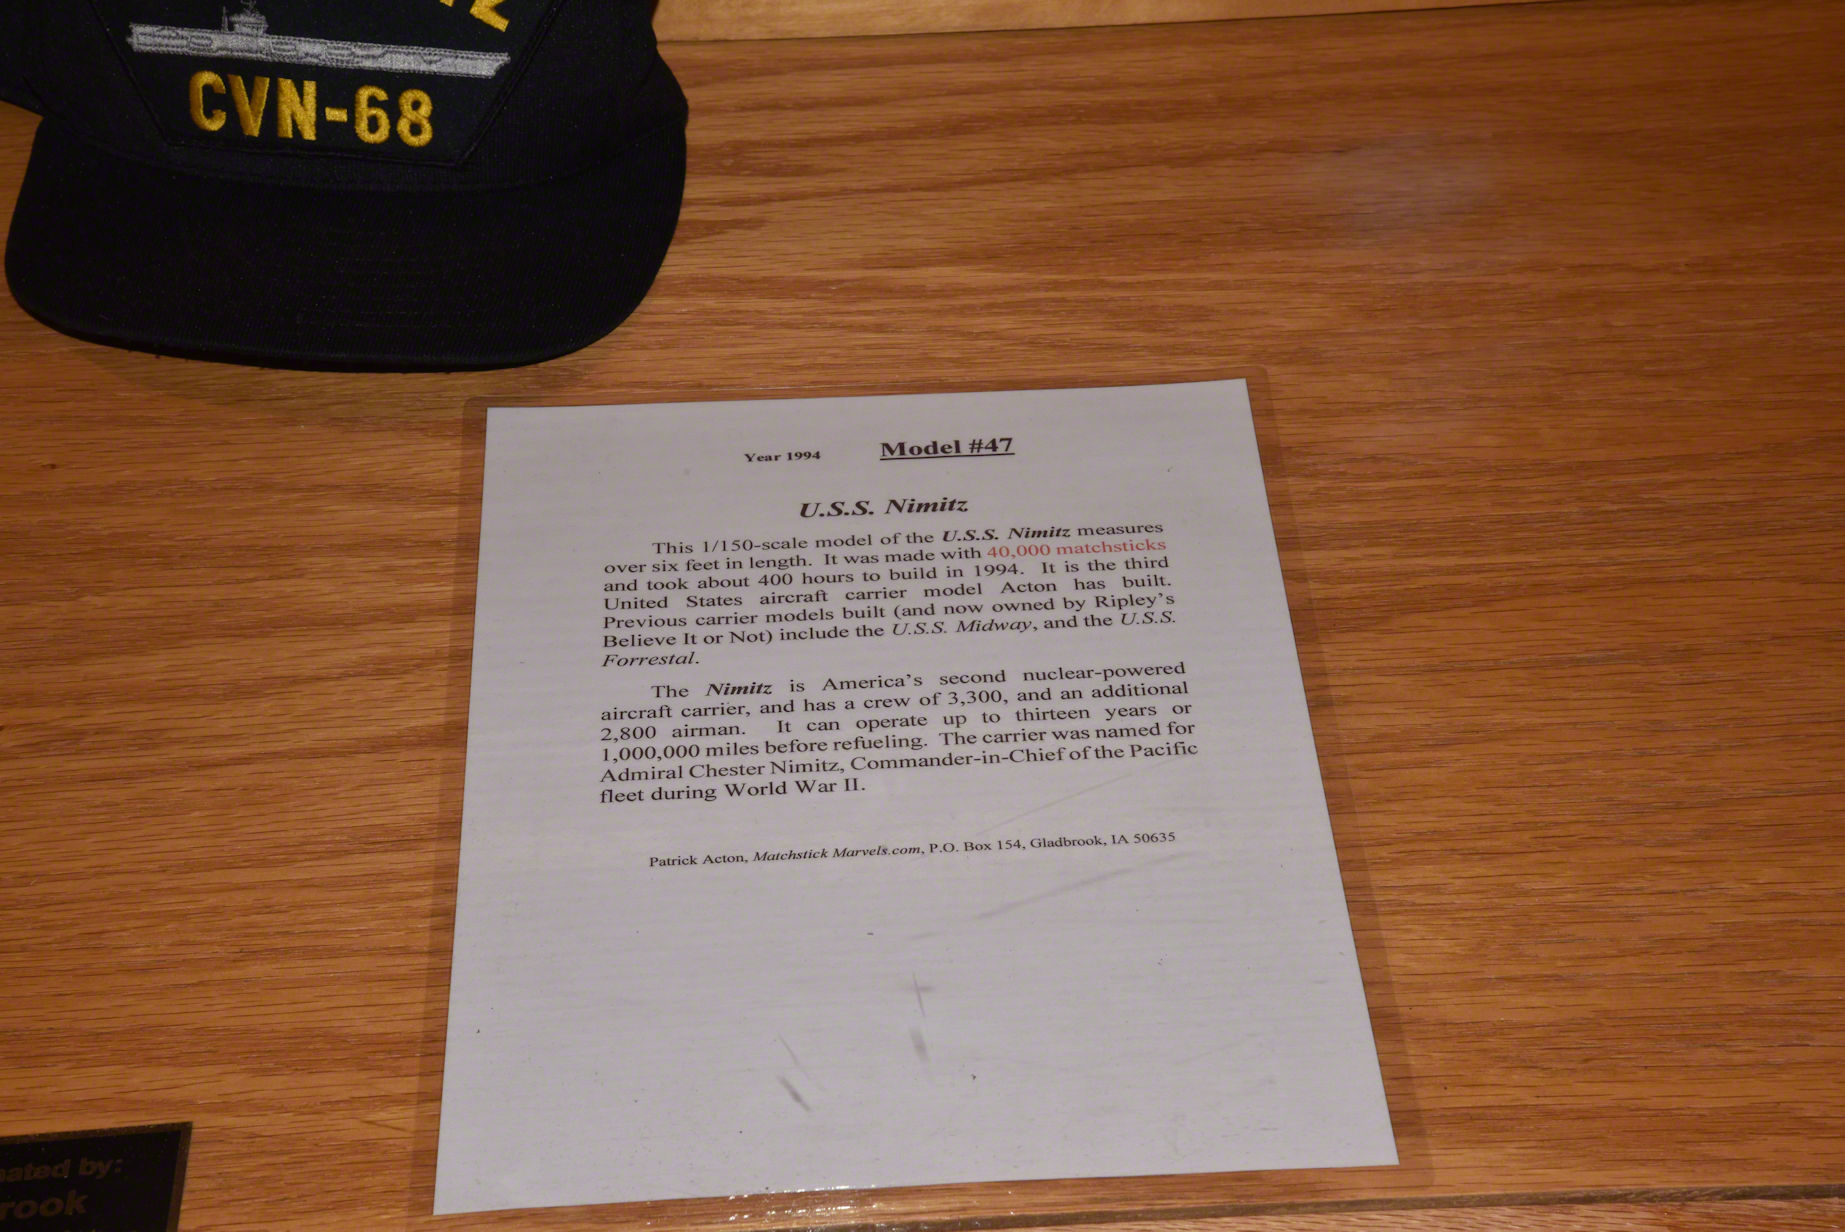 CVN-68
Year 1994 Model #47
U.S.S. Nimitz
This 1/150-scale model of the U.S.S. Nimitz measures
over six feet in length. It was made with 40,000 matchsticks
and took about 400 hours to build in 1994. It is the third
United States aircraft carrier model Acton has built.
Previous carrier models built (and now owned by Ripley's
Believe It or Not) include the U.S.S. Midway, and the U.S.S.
Forrestal.
The Nimitz is America's second nuclear-powered
aircraft carrier, and has a crew of 3,300, and an additional
2,800 airman. It can operate up to thirteen years or
1,000,000 miles before refueling. The carrier was named for
Admiral Chester Nimitz, Commander-in-Chief of the Pacific
fleet during World War II.
Patrick Acton, Matchstick Marvels.com, P.O. Box 154, Gladbrook, IA 50635
by: